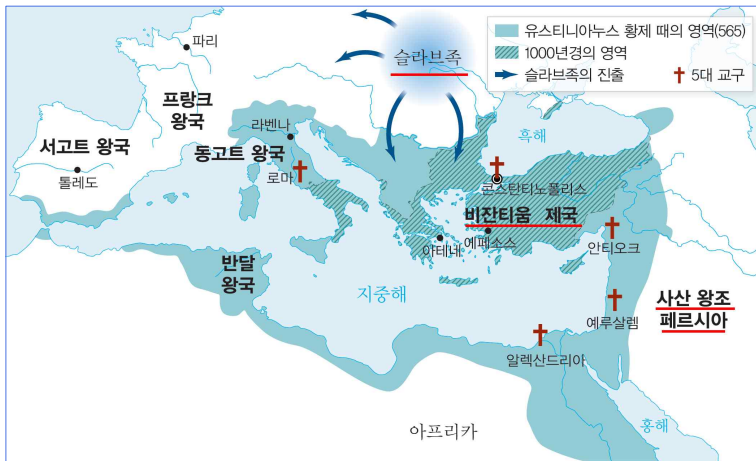 유스티니아누스 황제 때의 영역(565)
1000년경의 영역
슬라브족의 진출
5대 교구
파리
슬라브족
프랑크
왕국
서고트 왕국
톨레도
라벤나
동고트 왕국
로마
흑해
콘스탄티노폴리스
비잔티움 제국
아테네
에페소스
안티오크
반달
왕국
지중해
사산 왕조
페르시아
예루살렘
알렉산드리아
아프리카
홍해